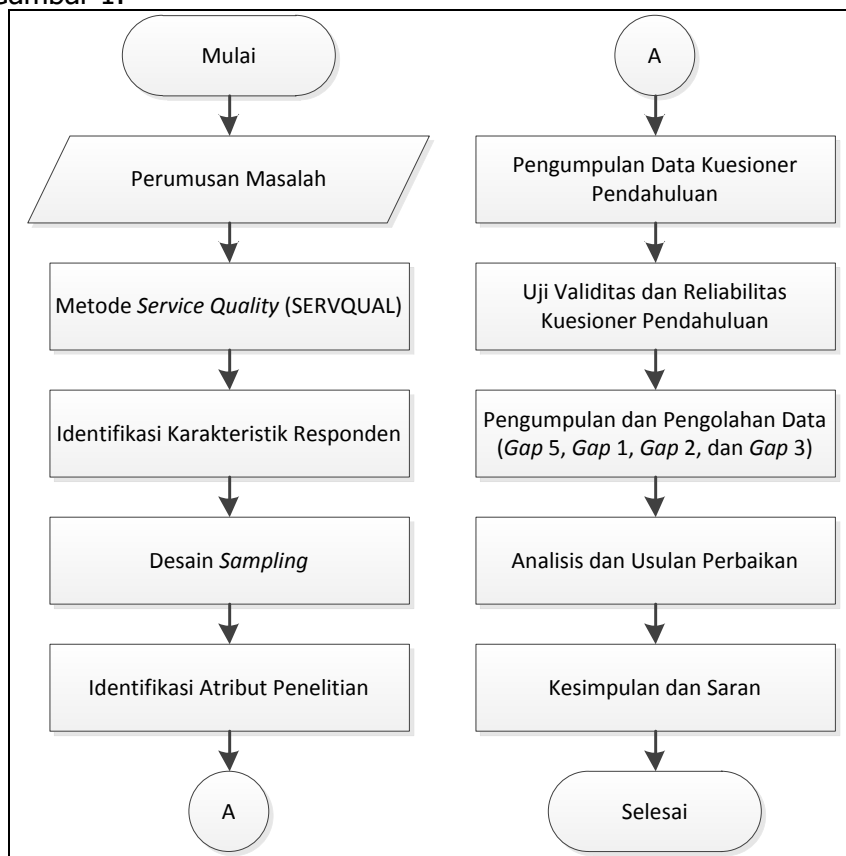 Gambar 1.
Mulai
Perumusan Masalah
Metode Service Quality (SERVQUAL)
Identifikasi Karakteristik Responden
Desain Sampling
Identifikasi Atribut Penelitian
A
A
Pengumpulan Data Kuesioner
Pendahuluan
Uji Validitas dan Reliabilitas
Kuesioner Pendahuluan
Pengumpulan dan Pengolahan Data
(Gap 5, Gap 1, Gap 2, dan Gap 3)
Analisis dan Usulan Perbaikan
Kesimpulan dan Saran
Selesai